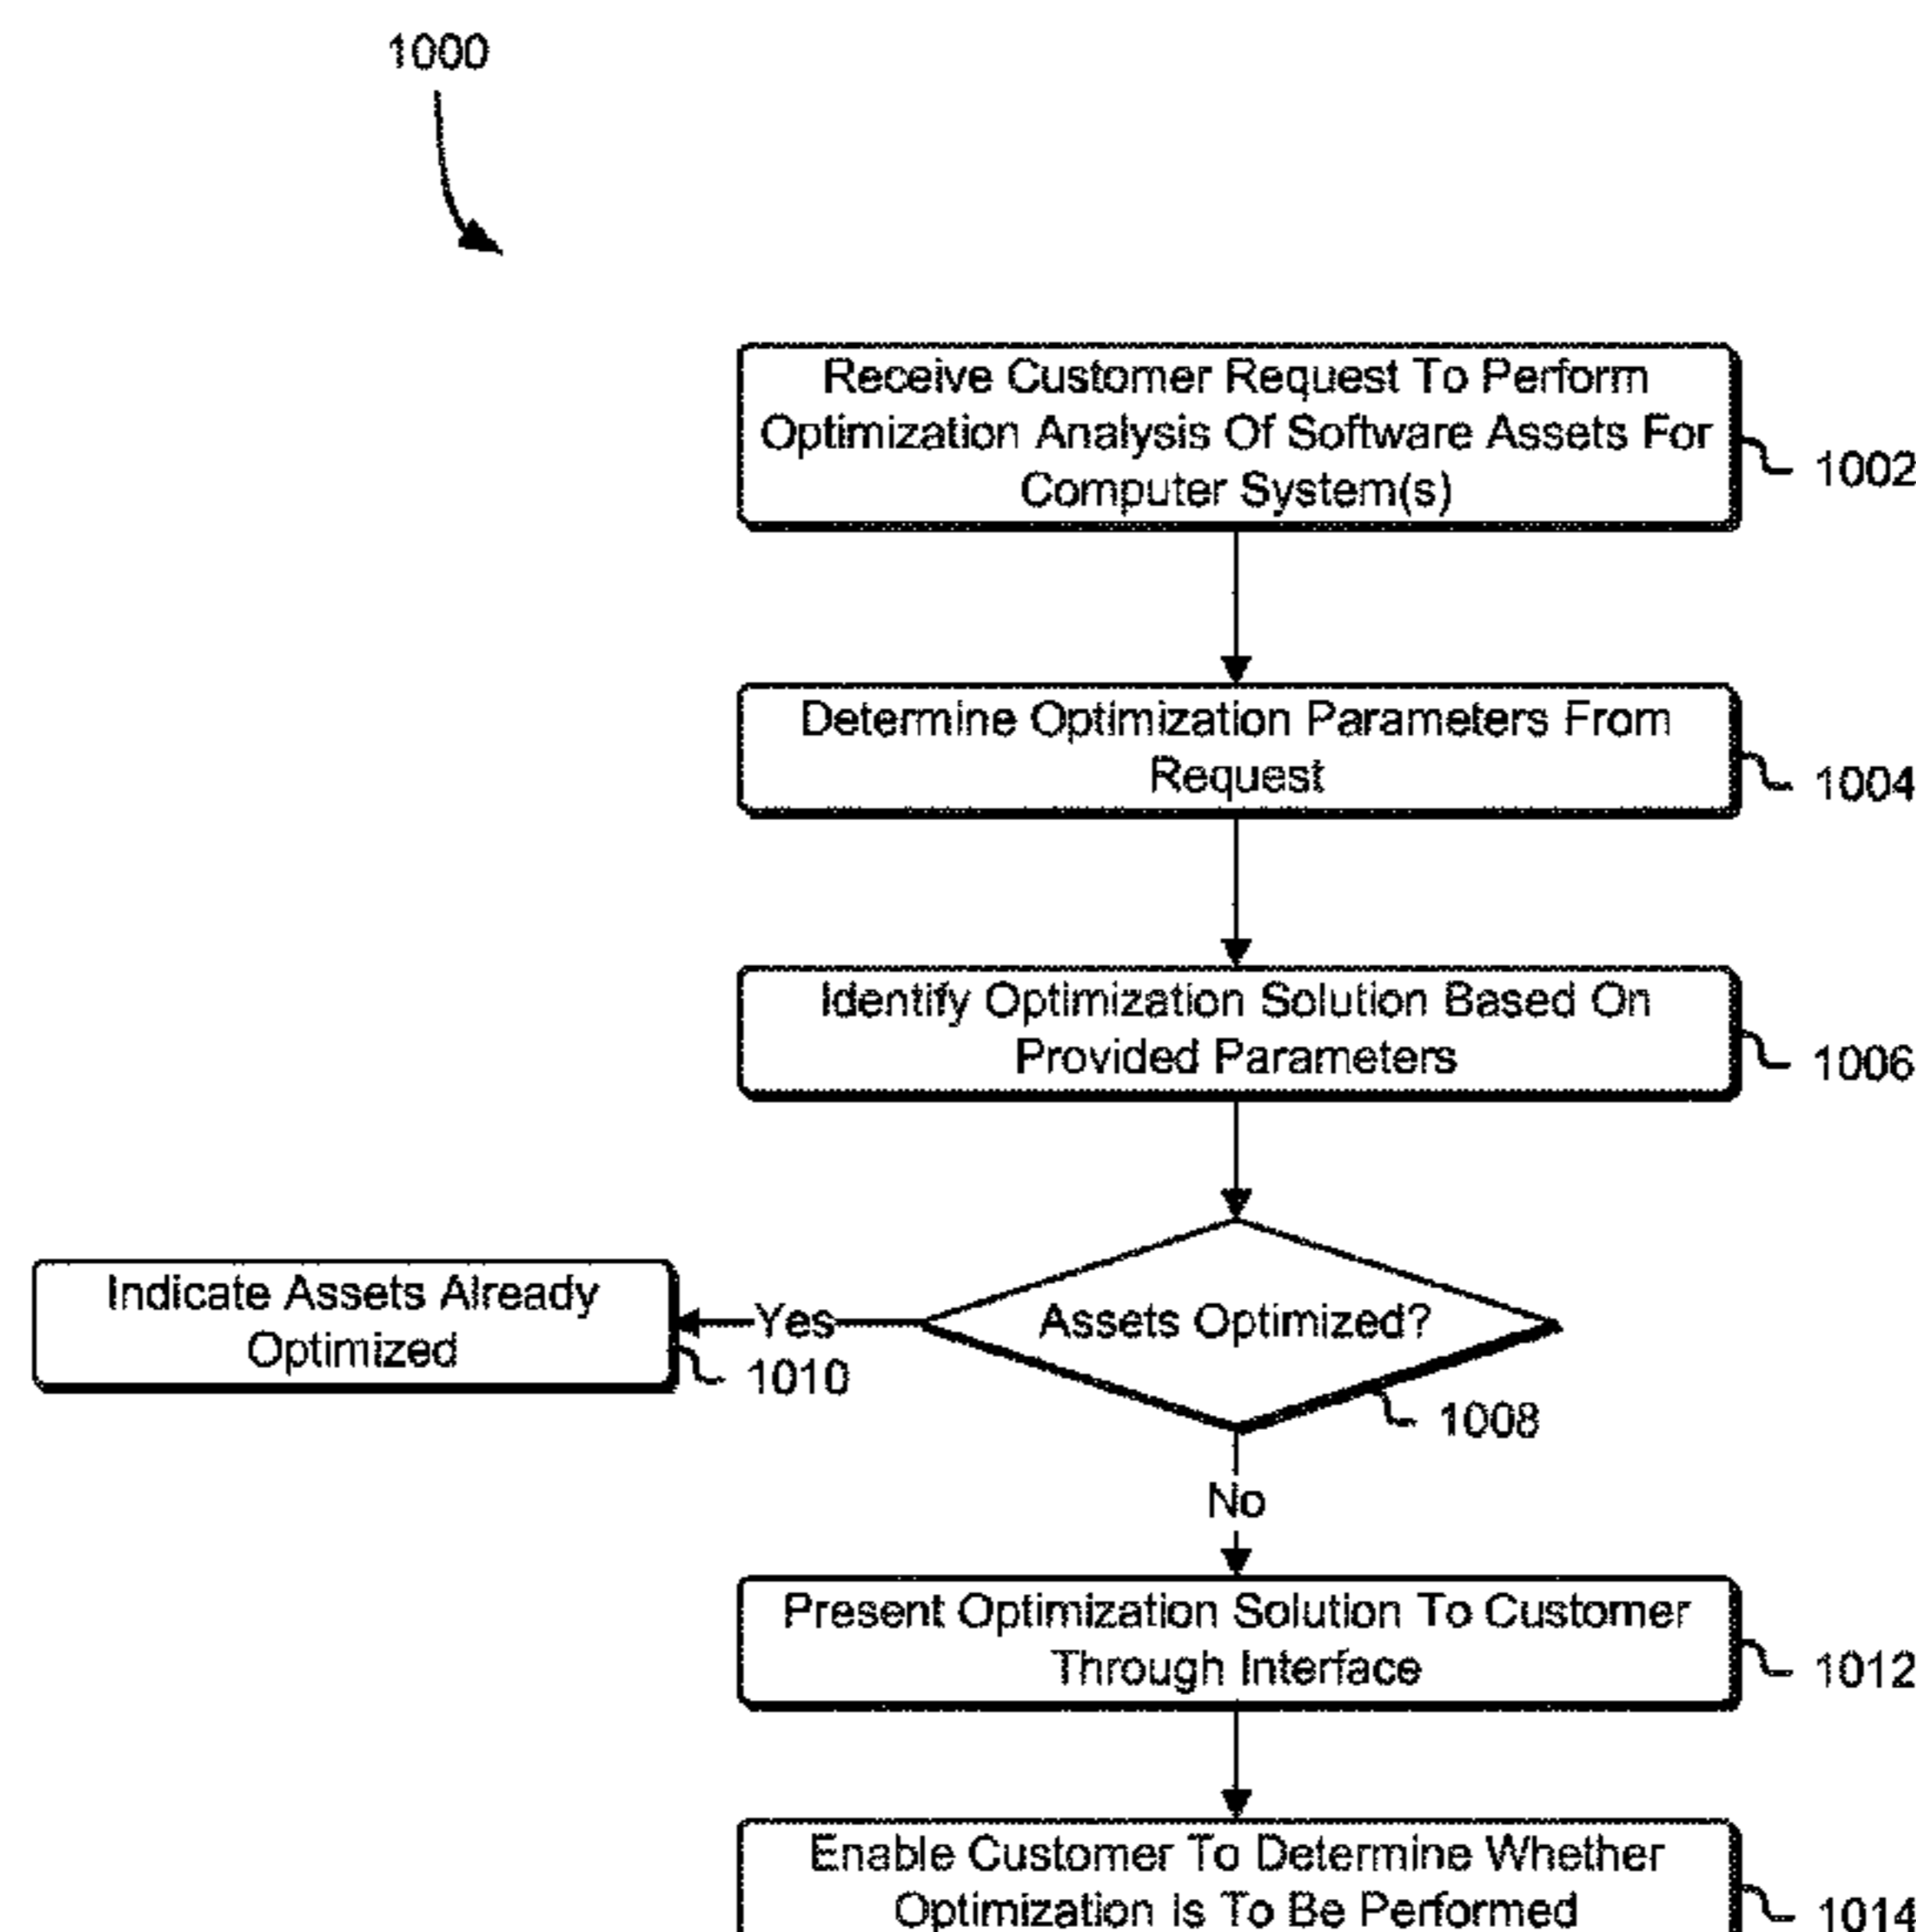 1000
Receive Customer Request To Perform
Optimization Analysis Of Software Assets For
Computer System(s)
1002
Determine Optimization Parameters From
Request
1004
Identify Optimization Solution Based On
Provided Parameters
1006
Assets Optimized?
1008
Yes
Indicate Assets Already
Optimized
1010
No
Present Optimization Solution To Customer
Through Interface
1012
Enable Customer To Determine Whether
Optimization Is To Be Performed
1014